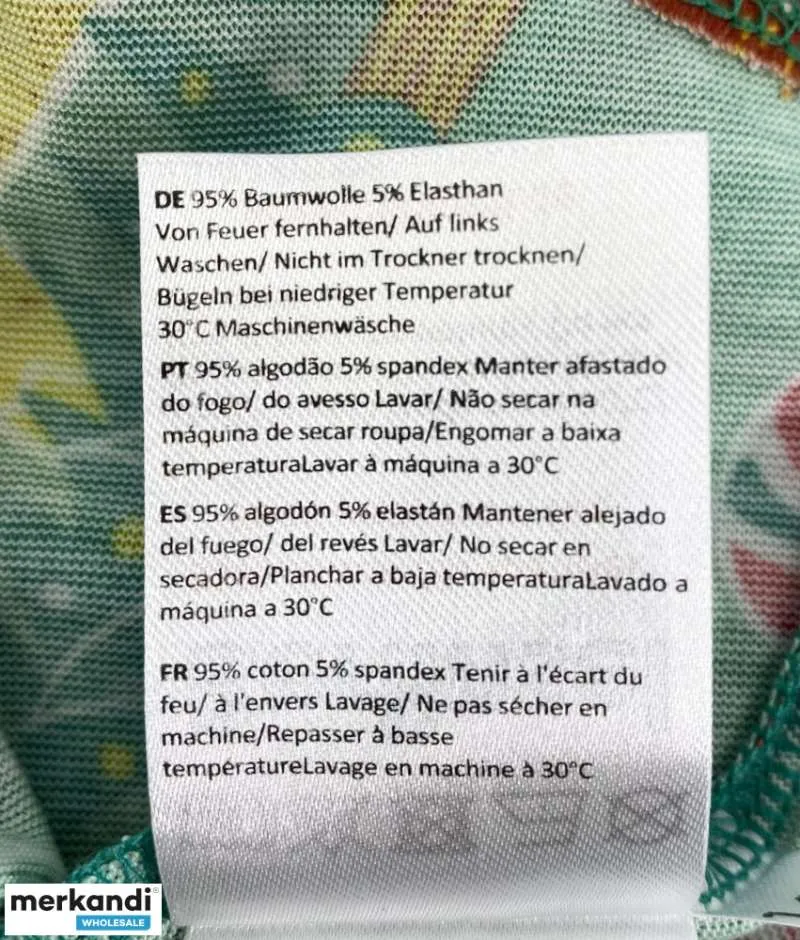 DE 95% Baumwolle 5% Elasthan
Von Feuer fernhalten/ Auf links
Waschen/ Nicht im Trockner trocknen/
Bügeln bei niedriger Temperatur
30°C Maschinenwäsche
PT 95% algodão 5% spandex Manter afastado
do fogo/ do avesso Lavar/ Não secar na
máquina de secar roupa/Engomar a baixa
temperaturaLavar à máquina a 30°C
ES 95% algodón 5% elastán Mantener alejado
del fuego/ del revés Lavar/ No secar en
secadora/Planchar a baja temperaturaLavado a
máquina a 30°C
FR 95% coton 5% spandex Tenir à l'écart du
feu/ à l'envers Lavage/ Ne pas sécher en
machine/Repasser à basse
températureLavage en machine à 30°C
merkandi®
WHOLESALE